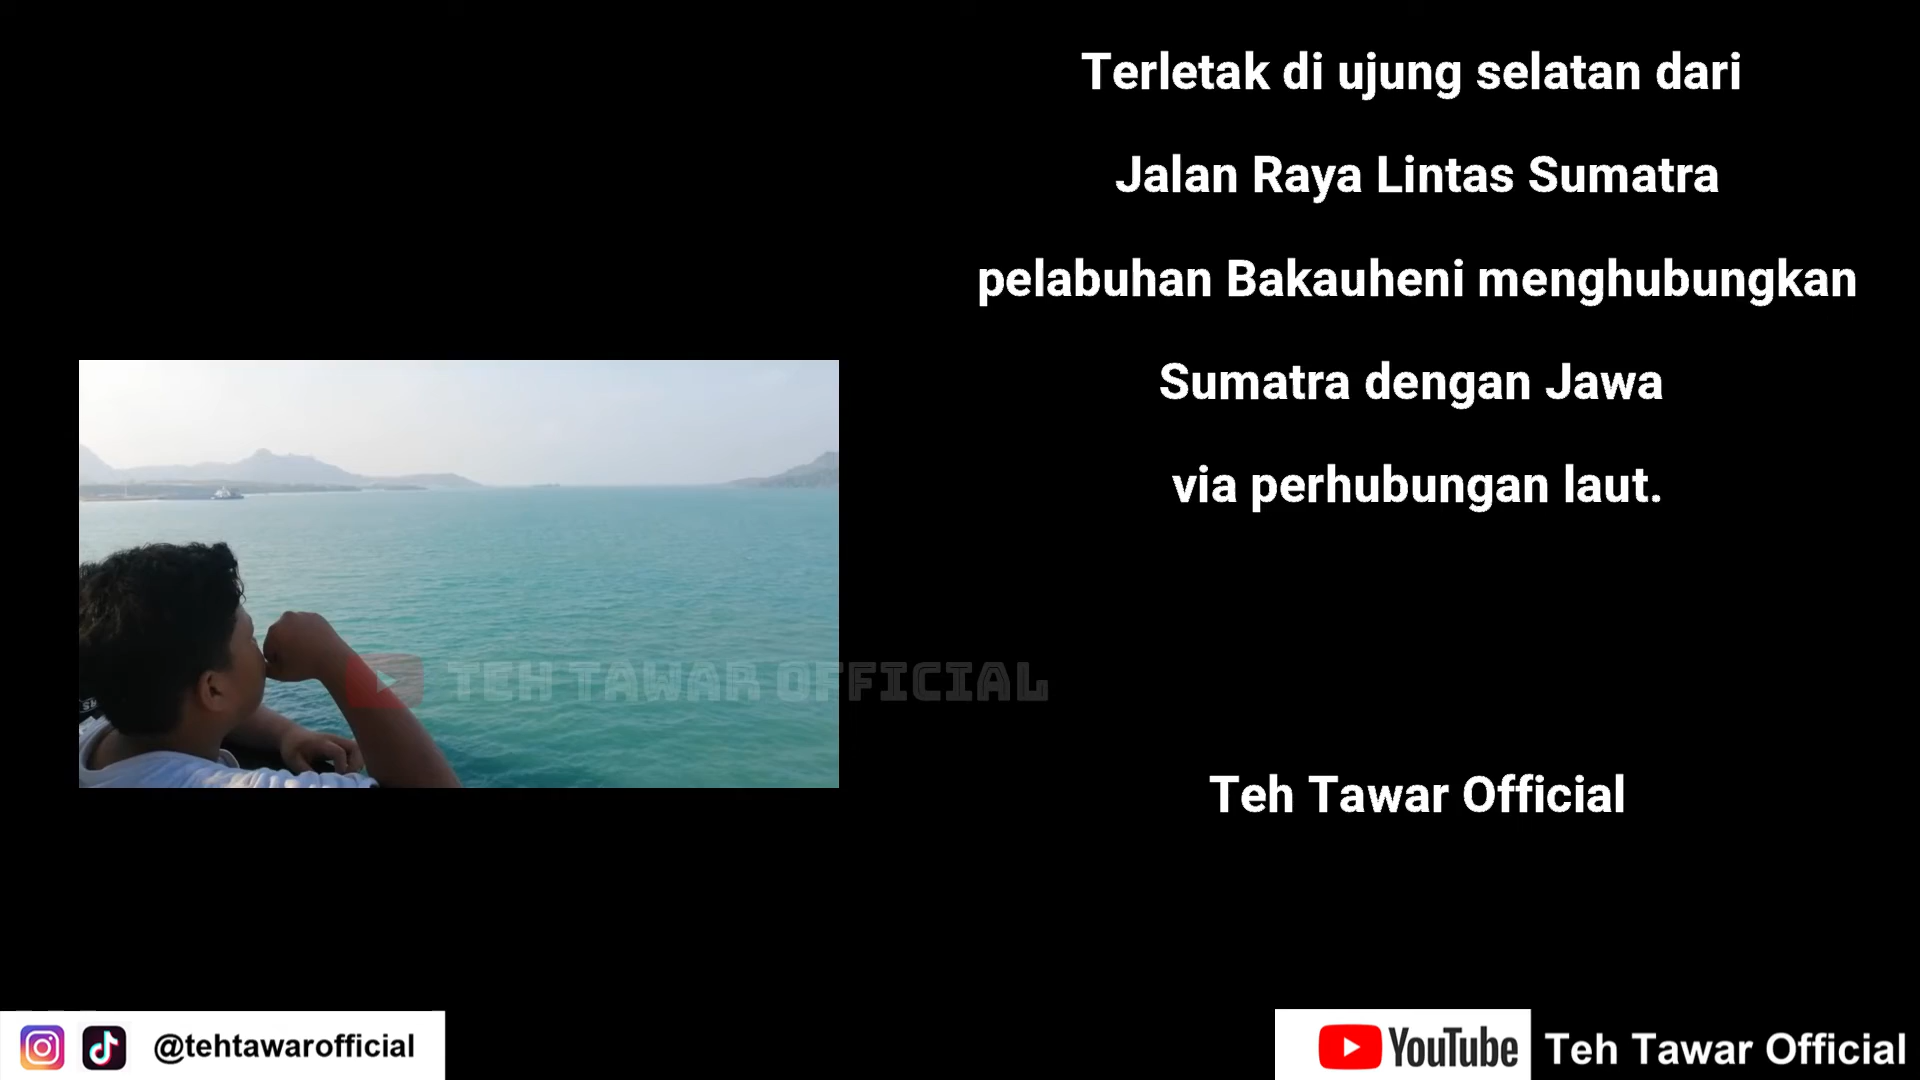 Terletak di ujung selatan dari
Jalan Raya Lintas Sumatra
pelabuhan Bakauheni menghubungkan
Sumatra dengan Jawa
via perhubungan laut.
TEH TAWAR OFFICIAL
Teh Tawar Official
@tehtawarofficial
YouTube Teh Tawar Official